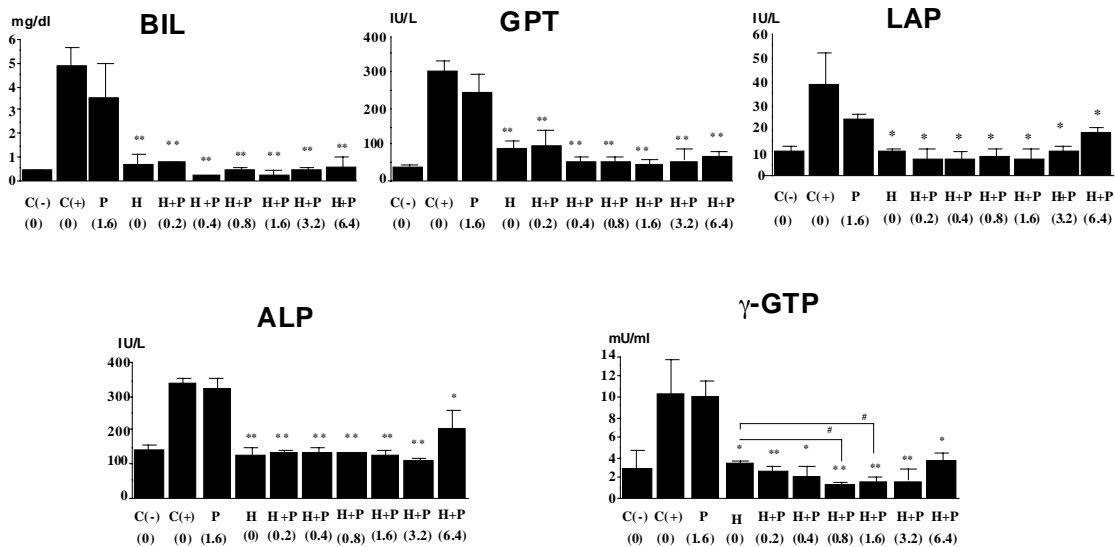 BIL
mg/dl
6
5
4
3
2
1
0
** ** ** ** ** ** **
C(-) C(+) P H H+P H +P H+P H+P H+P H+P
(0) (0) (1.6) (0) (0.2) (0.4) (0.8) (1.6) (3.2) (6.4)
GPT
IU/L
400
300
200
100
0
** ** ** ** ** ** **
C(-) C(+) P H H+P H+P H+P H+P H+P H+P
(0) (0) (1.6) (0) (0.2) (0.4) (0.8) (1.6) (3.2) (6.4)
LAP
IU/L
60
50
40
30
20
10
0
* * * * * * *
C(-) C(+) P H H+P H+P H+P H+P H+P H+P
(0) (0) (1.6) (0) (0.2) (0.4) (0.8) (1.6) (3.2) (6.4)
ALP
IU/L
400
300
200
100
0
** ** ** ** ** ** *
C(-) C(+) P H H+P H+P H+P H+P H+P H+P
(0) (0) (1.6) (0) (0.2) (0.4) (0.8) (1.6) (3.2) (6.4)
γ-GTP
mU/ml
14
12
10
8
6
4
2
0
#
#
* ** * ** ** ** *
C(-) C(+) P H H+P H+P H+P H+P H+P H+P
(0) (0) (1.6) (0) (0.2) (0.4) (0.8) (1.6) (3.2) (6.4)